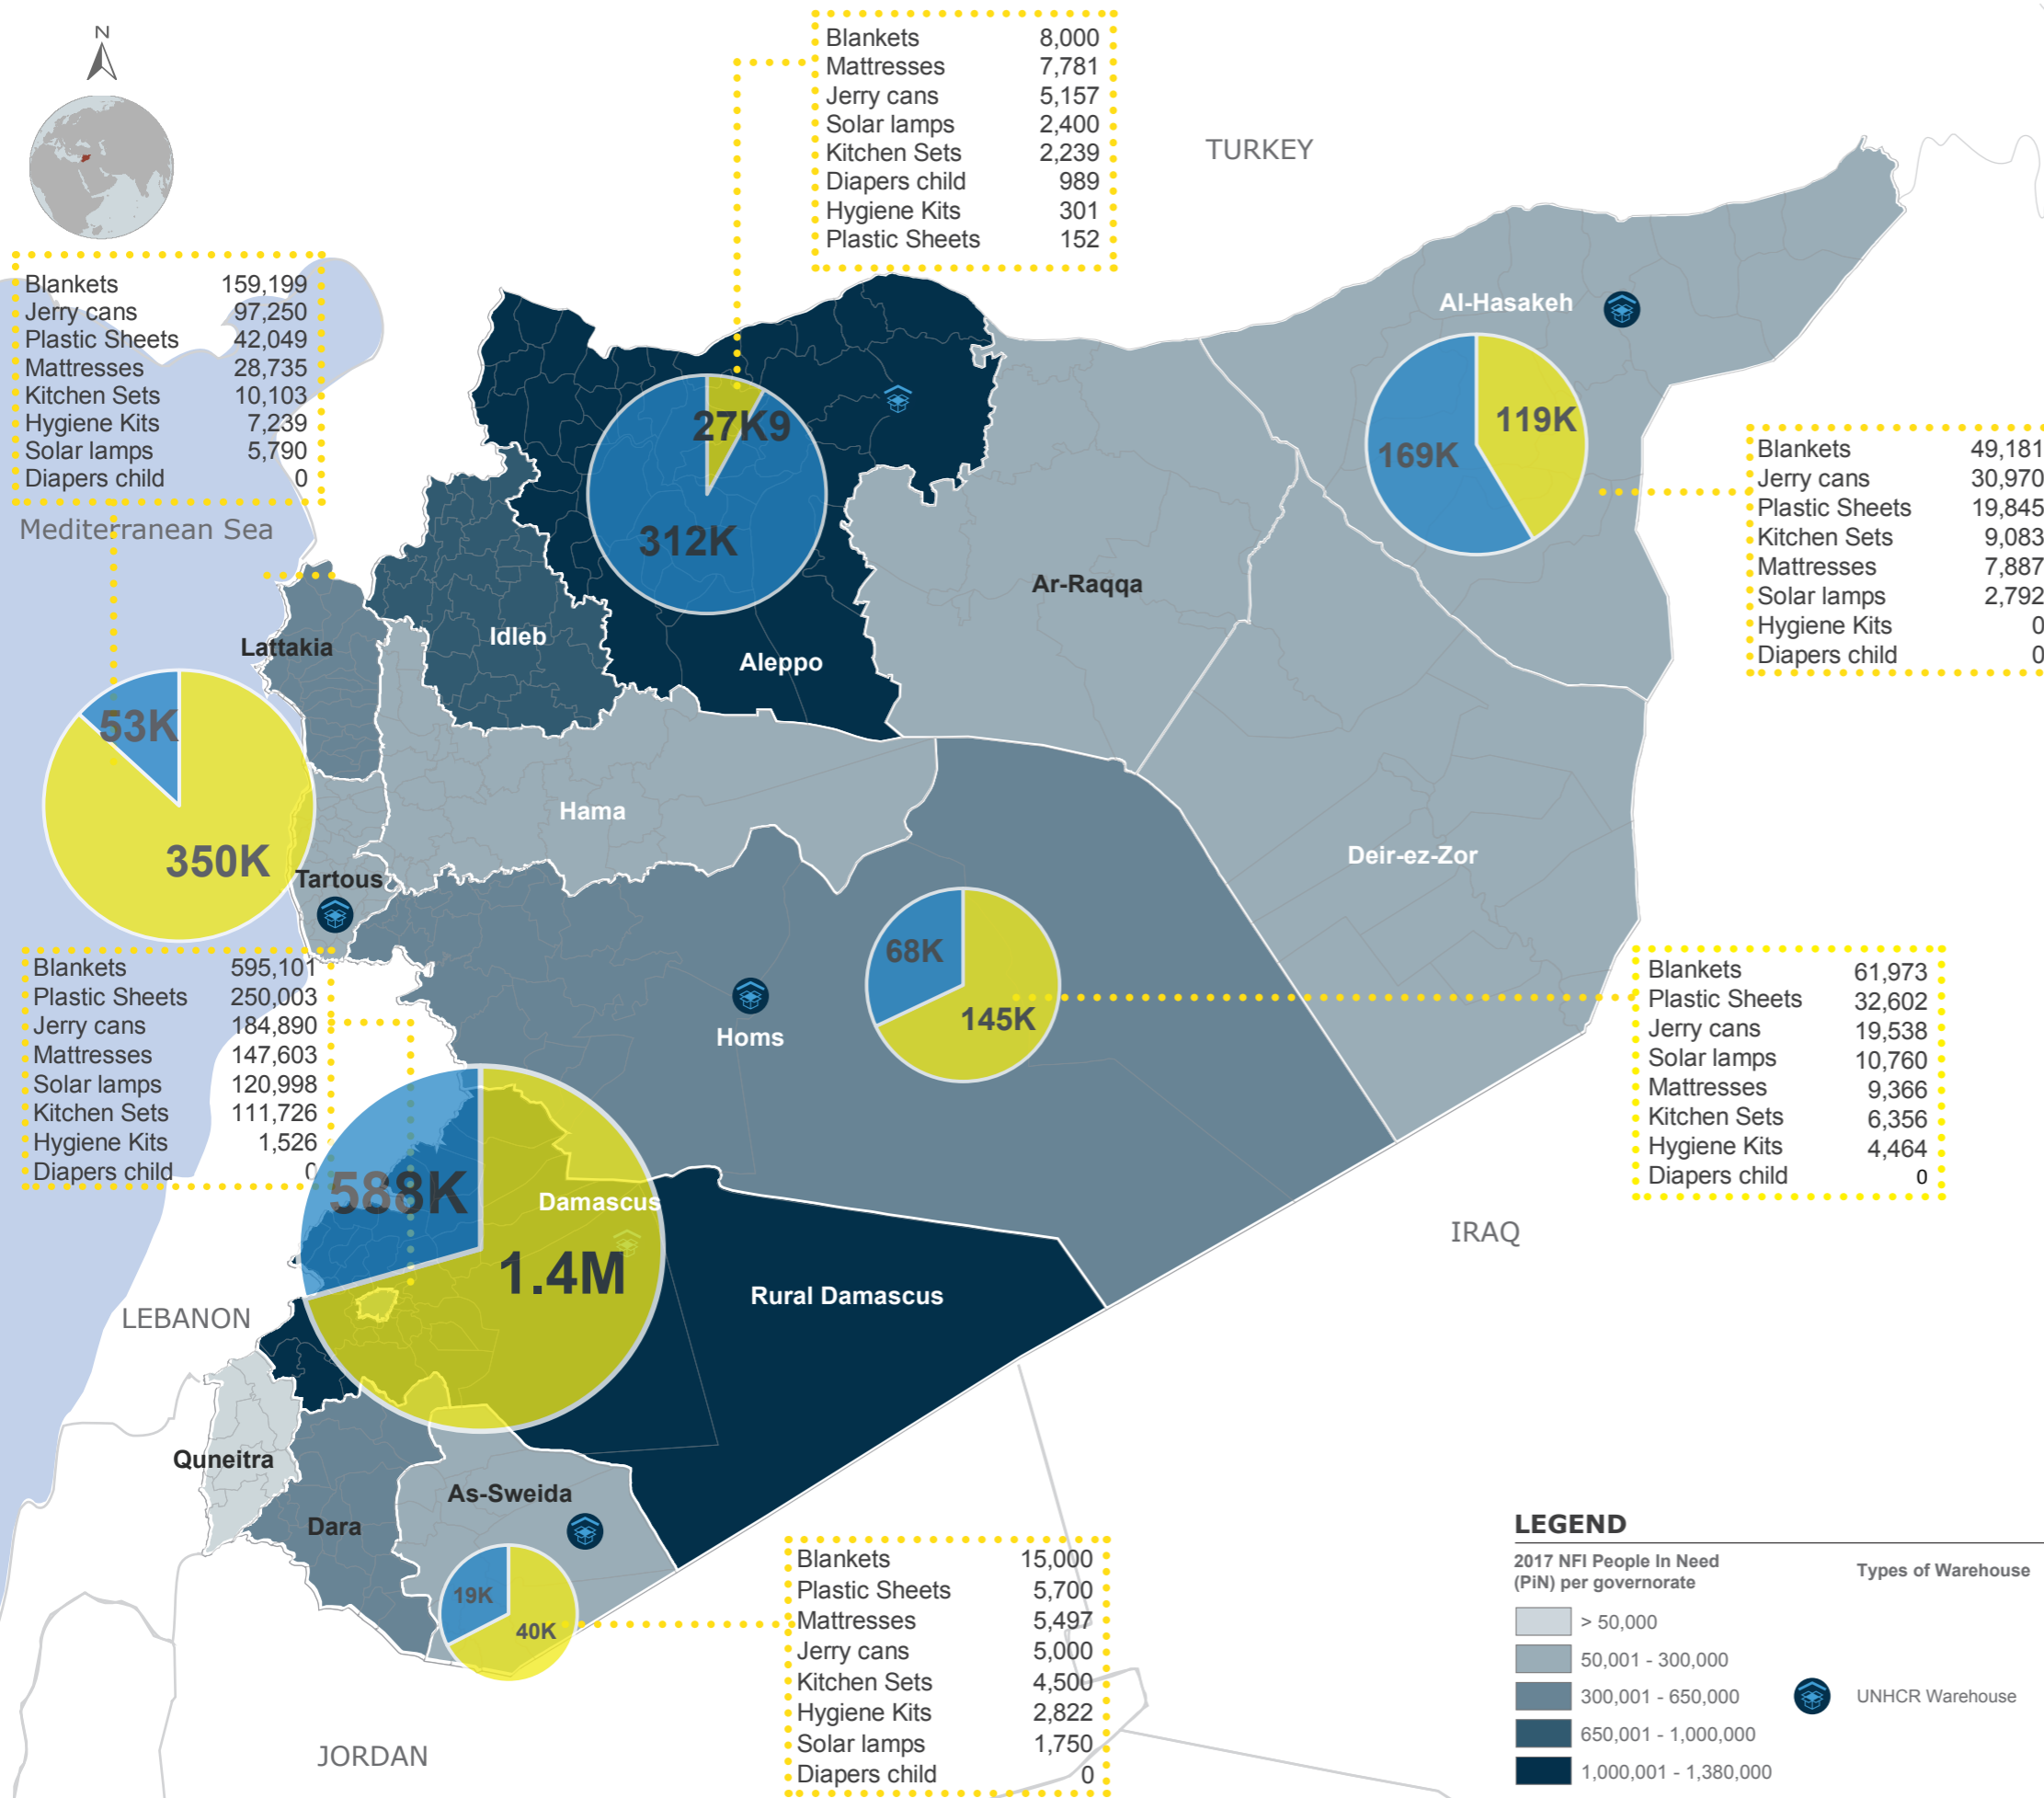 N
Blankets 8,000
Mattresses 7,781
Jerry cans 5,157
Solar lamps 2,400
Kitchen Sets 2,239
Diapers child 989
Hygiene Kits 301
Plastic Sheets 152
TURKEY
Blankets 159,199
Jerry cans 97,250
Plastic Sheets 42,049
Mattresses 28,735
Kitchen Sets 10,103
Hygiene Kits 7,239
Solar lamps 5,790
Diapers child 0
Mediterranean Sea
Al-Hasakeh
119K
169K
27K9
312K
Blankets 49,181
Jerry cans 30,970
Plastic Sheets 19,845
Kitchen Sets 9,083
Mattresses 7,887
Solar lamps 2,792
Hygiene Kits 0
Diapers child 0
Ar-Raqqa
Lattakia
Idleb
Aleppo
53K
350K
Hama
Deir-ez-Zor
Tartous
68K
145K
Homs
Blankets 595,101
Plastic Sheets 250,003
Jerry cans 184,890
Mattresses 147,603
Solar lamps 120,998
Kitchen Sets 111,726
Hygiene Kits 1,526
Diapers child 0
Blankets 61,973
Plastic Sheets 32,602
Jerry cans 19,538
Solar lamps 10,760
Mattresses 9,366
Kitchen Sets 6,356
Hygiene Kits 4,464
Diapers child 0
588K
Damascus
1.4M
IRAQ
Rural Damascus
LEBANON
Quneitra
As-Sweida
Dara
19K
40K
Blankets 15,000
Plastic Sheets 5,700
Mattresses 5,497
Jerry cans 5,000
Kitchen Sets 4,500
Hygiene Kits 2,822
Solar lamps 1,750
Diapers child 0
JORDAN
LEGEND
2017 NFI People In Need
(PiN) per governorate
> 50,000
50,001 - 300,000
300,001 - 650,000
650,001 - 1,000,000
1,000,001 - 1,380,000
Types of Warehouse
UNHCR Warehouse